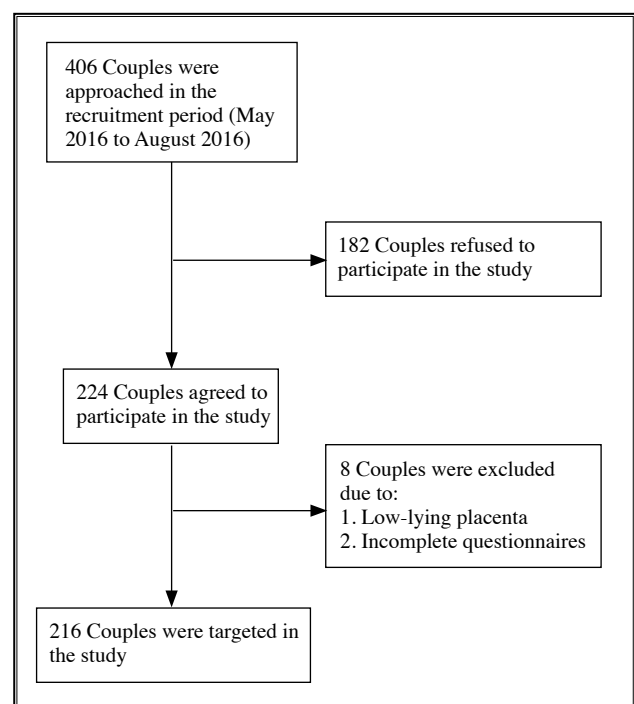 406 Couples were
approached in the
recruitment period (May
2016 to August 2016)
182 Couples refused to
participate in the study
224 Couples agreed to
participate in the study
8 Couples were excluded
due to:
1. Low-lying placenta
2. Incomplete questionnaires
216 Couples were targeted in
the study